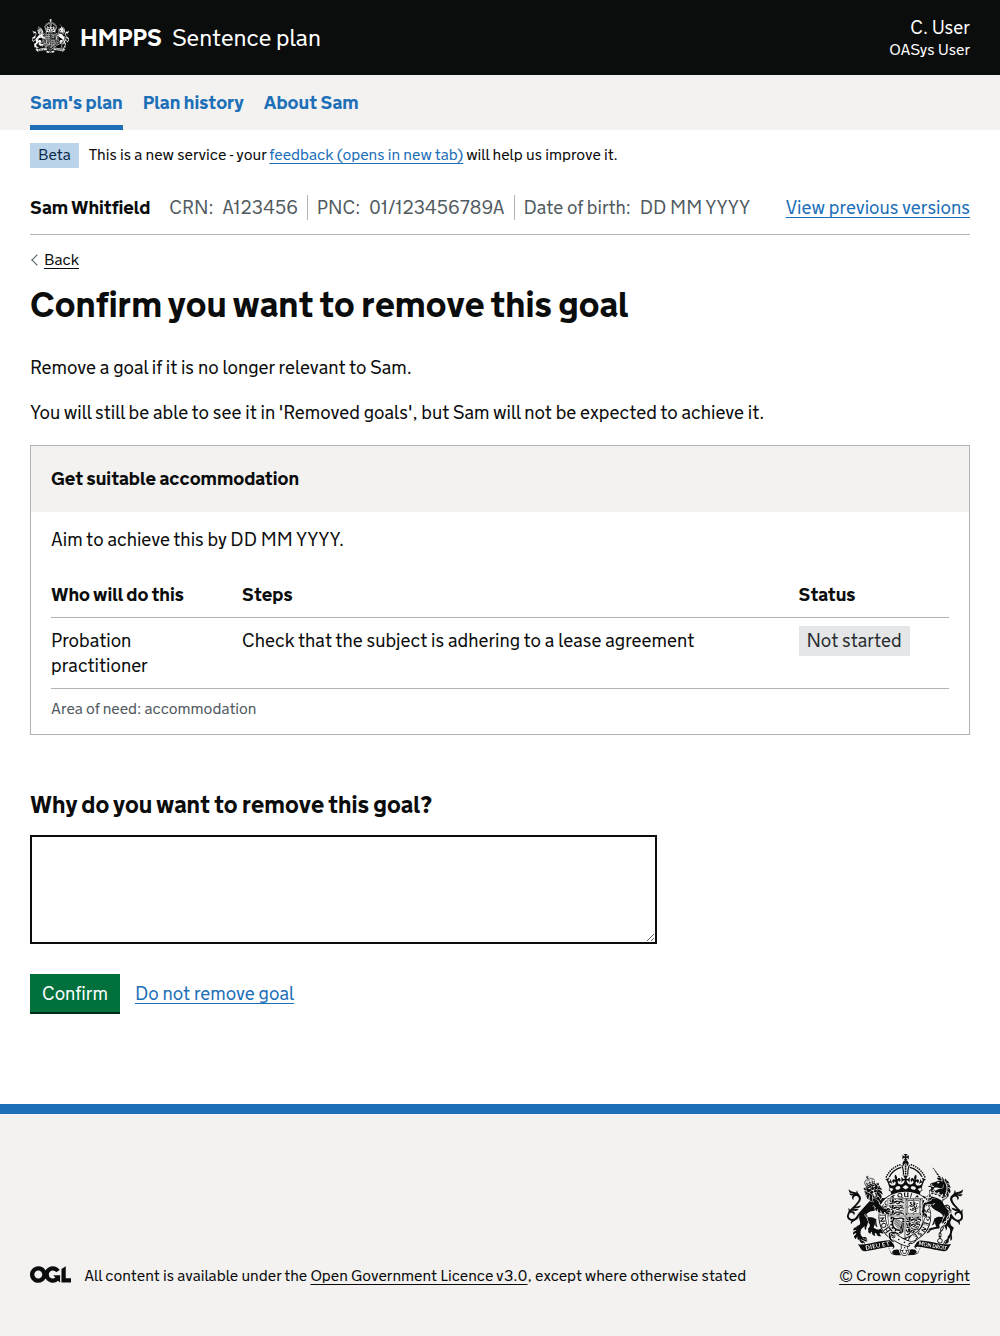 HMPPS Sentence plan
C. User
OASys User
Sam's plan Plan history About Sam
Beta This is a new service - your feedback (opens in new tab) will help us improve it.
Sam Whitfield CRN: A123456 PNC: 01/123456789A Date of birth: DD MM YYYY View previous versions
Back
Confirm you want to remove this goal
Remove a goal if it is no longer relevant to Sam.
You will still be able to see it in 'Removed goals', but Sam will not be expected to achieve it.
Get suitable accommodation
Aim to achieve this by DD MM YYYY.
Who will do this Steps Status
Probation practitioner Check that the subject is adhering to a lease agreement Not started
Area of need: accommodation
Why do you want to remove this goal?
Confirm Do not remove goal
OGL All content is available under the Open Government Licence v3.0, except where otherwise stated
© Crown copyright